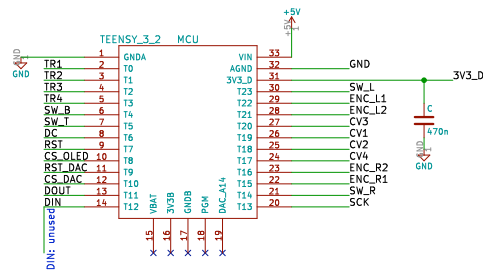 +5V
+5V
TEENSY_3_2 MCU
GND 1 GNDA VIN 33
GND TR1 2 T0 AGND 32 GND
TR2 3 T1 3V3_D 31 3V3_D
TR3 4 T2 T23 30 SW_L
TR4 5 T3 T22 29 ENC_L1
SW_B 6 T4 T21 28 ENC_L2
SW_T 7 T5 T20 27 CV3
DC 8 T6 T19 26 CV1
RST 9 T7 T18 25 CV2
CS_OLED 10 T8 T17 24 CV4
RST_DAC 11 T9 T16 23 ENC_R2
CS_DAC 12 T10 T15 22 ENC_R1
DOUT 13 T11 T14 21 SW_R
DIN 14 T12 T13 20 SCK
C
470n
GND 1
GND
VBAT 3V3B GNDB PGM DAC_A14
15 16 17 18 19
DIN: unused